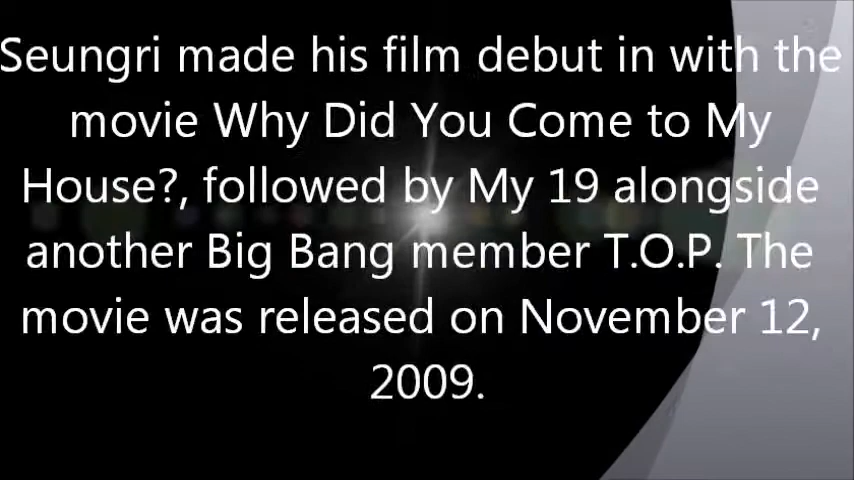 Seungri made his film debut in with the
movie Why Did You Come to My
House?, followed by My 19 alongside
another Big Bang member T.O.P. The
movie was released on November 12,
2009.